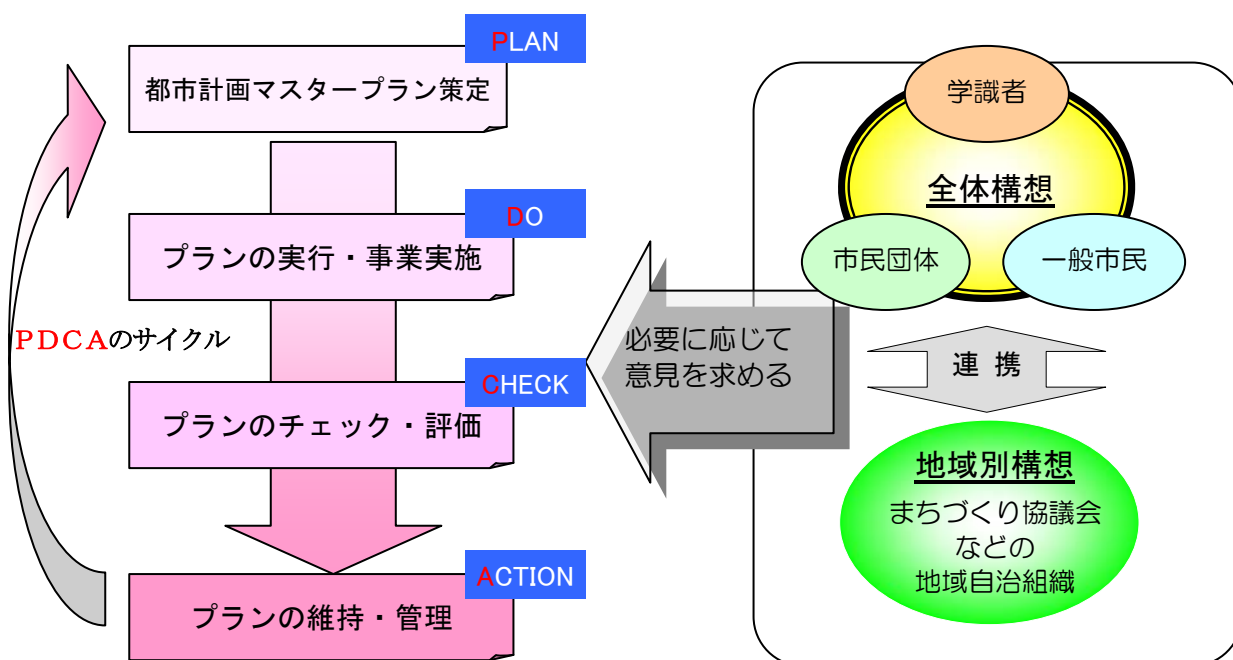 PLAN
都市計画マスタープラン策定
DO
プランの実行・事業実施
PDCAのサイクル
CHECK
プランのチェック・評価
ACTION
プランの維持・管理
必要に応じて
意見を求める
学識者
全体構想
市民団体
一般市民
連 携
地域別構想
まちづくり協議会
などの
地域自治組織